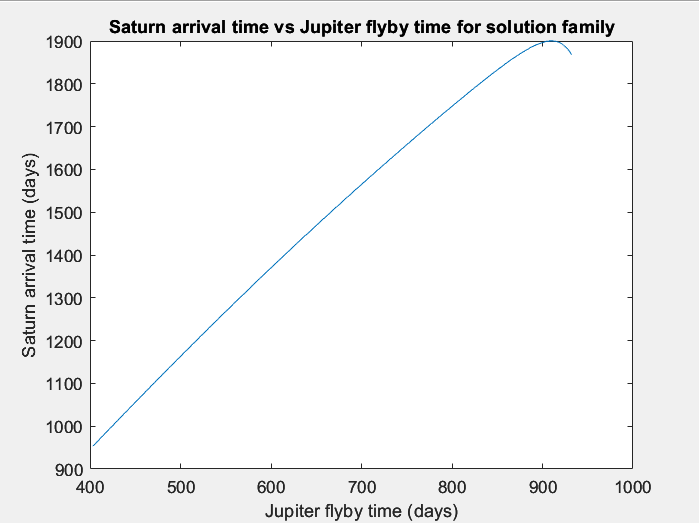 Saturn arrival time vs Jupiter flyby time for solution family
1900
1800
1700
1600
1500
1400
1300
1200
1100
1000
900
Saturn arrival time (days)
400 500 600 700 800 900 1000
Jupiter flyby time (days)